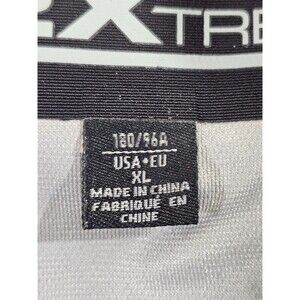 XTRE
180/96A
USA•EU
XL
MADE IN CHINA
FABRIQUÉ EN
CHINE